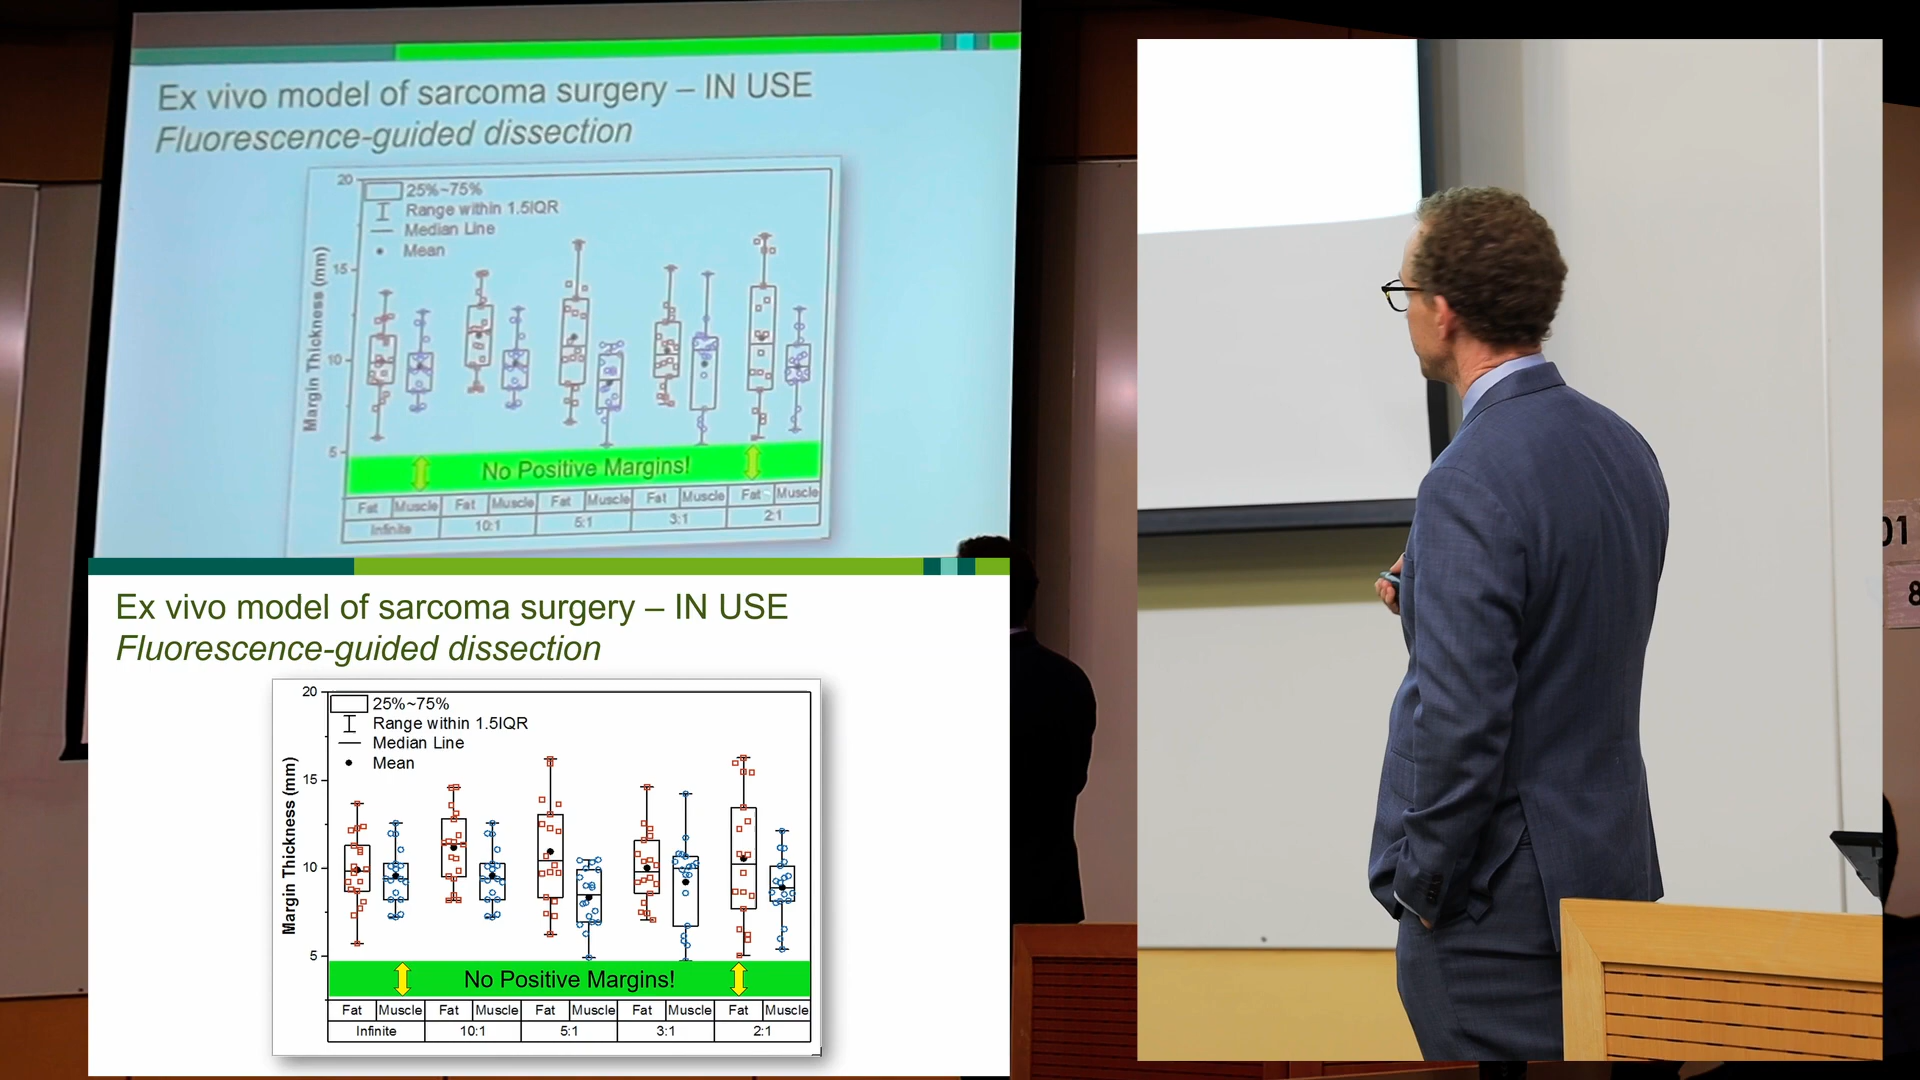 Ex vivo model of sarcoma surgery – IN USE
Fluorescence-guided dissection
20
25%~75%
Range within 1.5IQR
Median Line
Mean
15
10
5
Margin Thickness (mm)
No Positive Margins!
Fat Muscle Fat Muscle Fat Muscle Fat Muscle Fat Muscle
Infinite 10:1 5:1 3:1 2:1
Ex vivo model of sarcoma surgery – IN USE
Fluorescence-guided dissection
20
25%~75%
Range within 1.5IQR
Median Line
Mean
15
10
5
Margin Thickness (mm)
No Positive Margins!
Fat Muscle Fat Muscle Fat Muscle Fat Muscle Fat Muscle
Infinite 10:1 5:1 3:1 2:1
01
8